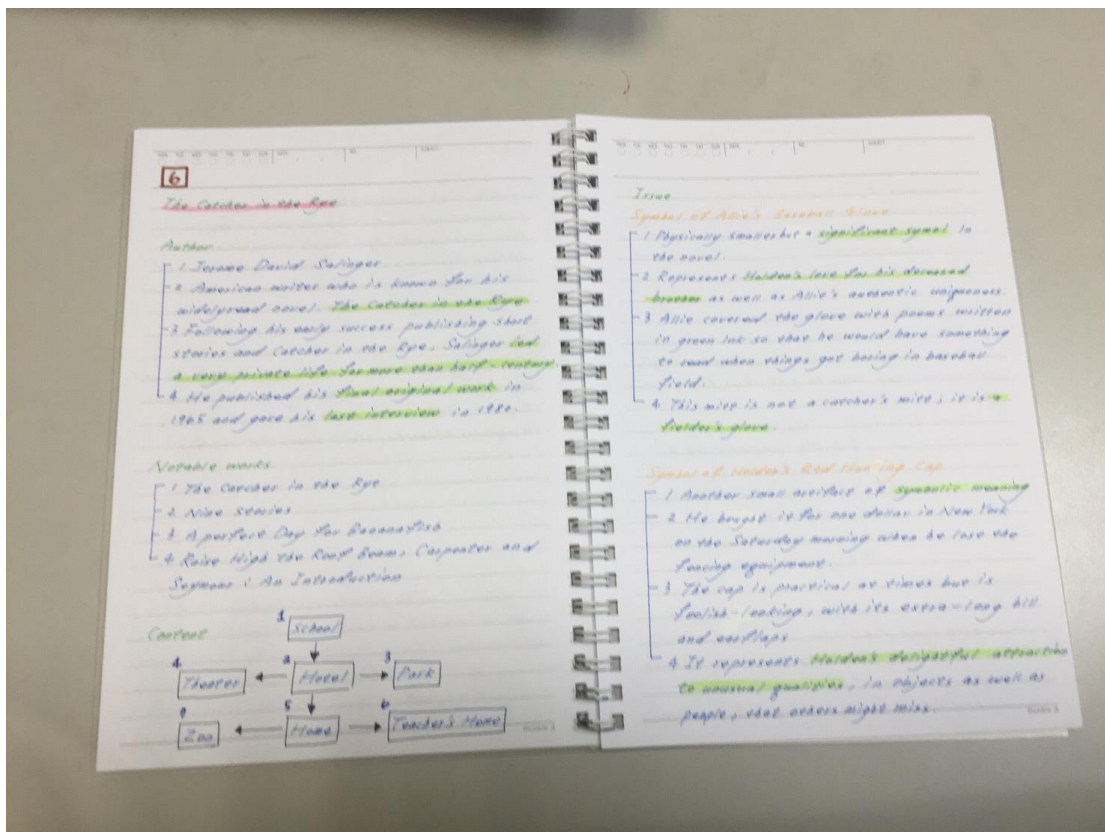 6
The Catcher in the Rye
Author
1. Jerome David Salinger
2. American writer who is known for his
widelyread novel. The Catcher in the Rye
3. Following his early success publishing short
stories and Catcher in the Rye, Salinger led
a very private life for more than half-century
4. He published his final original work in
1965 and gave his last interview in 1980.
Notable works
1 The Catcher in the Rye
2. Nine Stories
3 A perfect Day for Bananafish
4 Raise High the Roof Beam, Carpenter and
Seymour : An Introduction
Content
1
School
4 2 3
Theater Hotel Park
5 6
Zoo Home Teacher's Home
Issue
Symbol of Allie's Baseball Glove
1 Physically smaller but a significant symol in
the novel.
2 Represents Holden's love for his deceased
brother as well as Allie's authentic uniqueness.
3 Allie covered the glove with poems written
in green ink so that he would have something
to read when things got boring in baseball
field.
4. This mitt is not a catcher's mitt; it is a
fielder's glove.
Symbol of Holden's Red Hunting Cap
1 Another small artifact of symbolic meaning
2. He bought it for one dollar in New York
on the Saturday morning when he lose the
fencing equipment.
3 The cap is practical at times but is
foolish-looking, with its extra-long bill
and earflaps
4. It represents Holden's delightful attraction
to unusual qualities, in objects as well as
people, that others might miss.